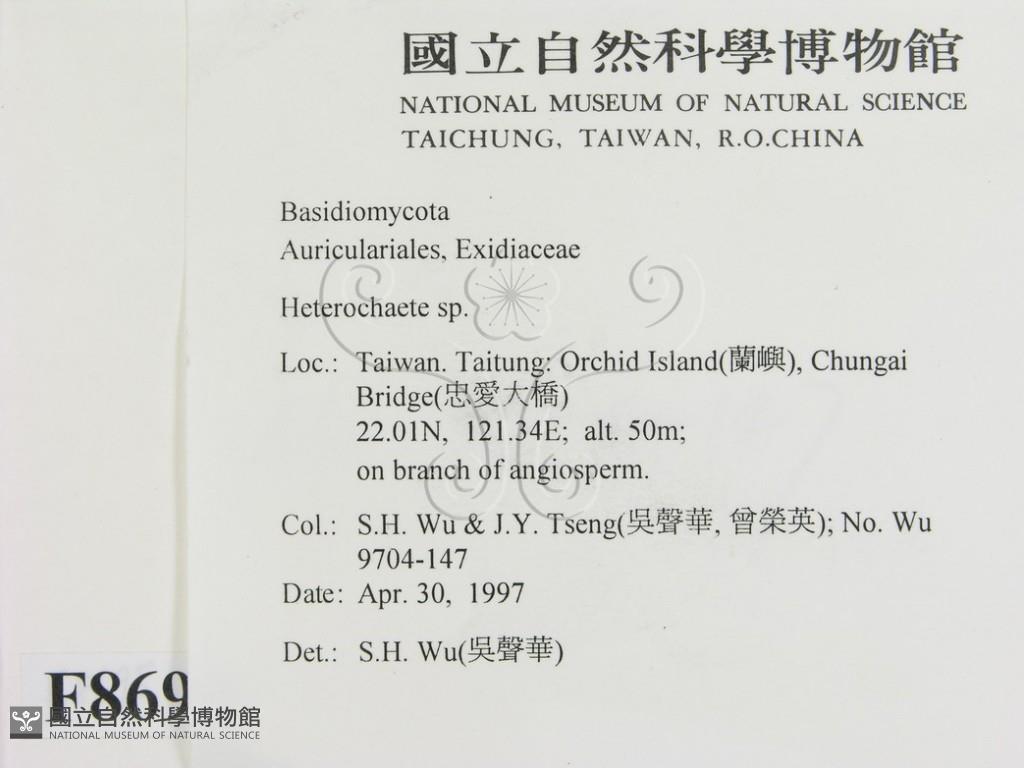 國立自然科學博物館
NATIONAL MUSEUM OF NATURAL SCIENCE
TAICHUNG, TAIWAN, R.O.CHINA
Basidiomycota
Auriculariales, Exidiaceae
Heterochaete sp.
Loc.: Taiwan. Taitung: Orchid Island(蘭嶼), Chungai
Bridge(忠愛大橋)
22.01N, 121.34E; alt. 50m;
on branch of angiosperm.
Col.: S.H. Wu & J.Y. Tseng(吳聲華, 曾榮英); No. Wu
9704-147
Date: Apr. 30, 1997
Det.: S.H. Wu(吳聲華)
F869
國立自然科學博物館
NATIONAL MUSEUM OF NATURAL SCIENCE